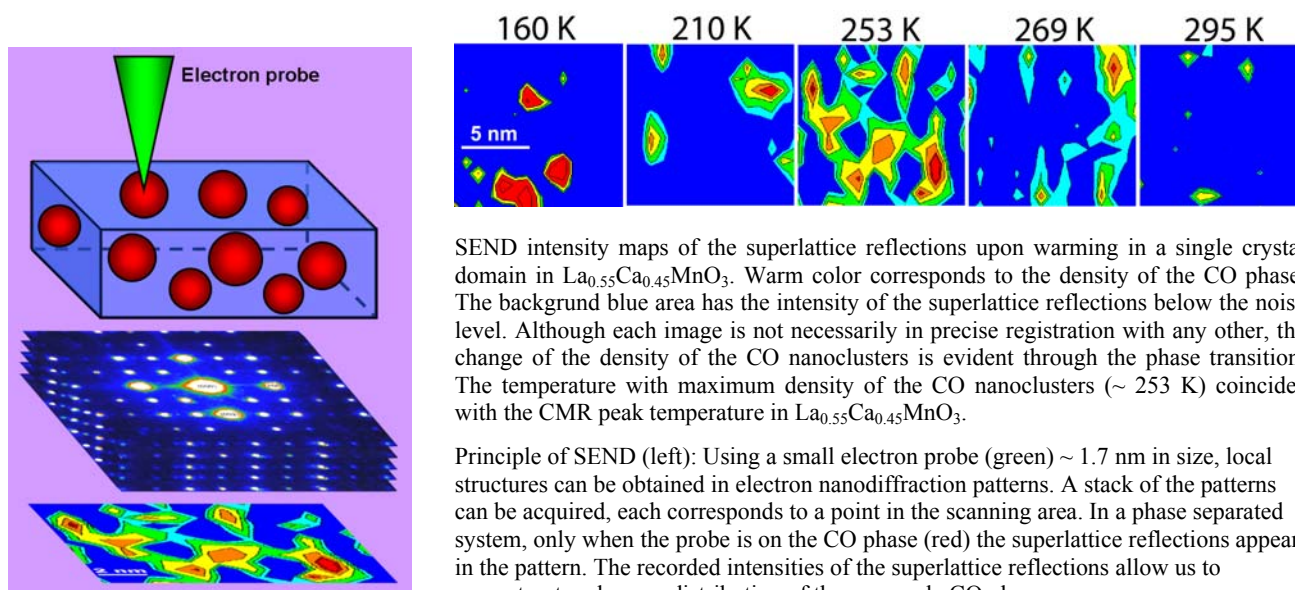 Electron probe
2 nm
160 K 210 K 253 K 269 K 295 K
5 nm
SEND intensity maps of the superlattice reflections upon warming in a single crysta
domain in La0.55Ca0.45MnO3. Warm color corresponds to the density of the CO phase
The backgrund blue area has the intensity of the superlattice reflections below the nois
level. Although each image is not necessarily in precise registration with any other, th
change of the density of the CO nanoclusters is evident through the phase transition
The temperature with maximum density of the CO nanoclusters (~ 253 K) coincide
with the CMR peak temperature in La0.55Ca0.45MnO3.
Principle of SEND (left): Using a small electron probe (green) ~ 1.7 nm in size, local
structures can be obtained in electron nanodiffraction patterns. A stack of the patterns
can be acquired, each corresponds to a point in the scanning area. In a phase separated
system, only when the probe is on the CO phase (red) the superlattice reflections appear
in the pattern. The recorded intensities of the superlattice reflections allow us to